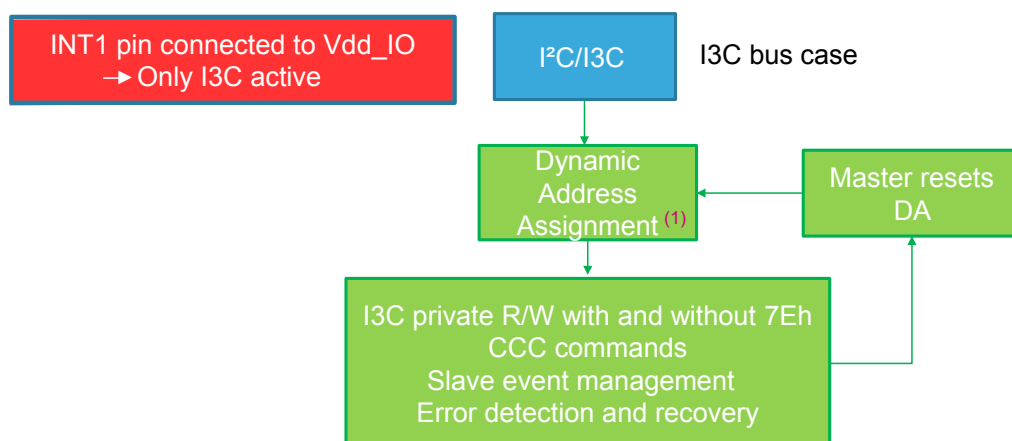 INT1 pin connected to Vdd_IO
→ Only I3C active
I²C/I3C
I3C bus case
Dynamic
Address
Assignment (1)
Master resets
DA
I3C private R/W with and without 7Eh
CCC commands
Slave event management
Error detection and recovery